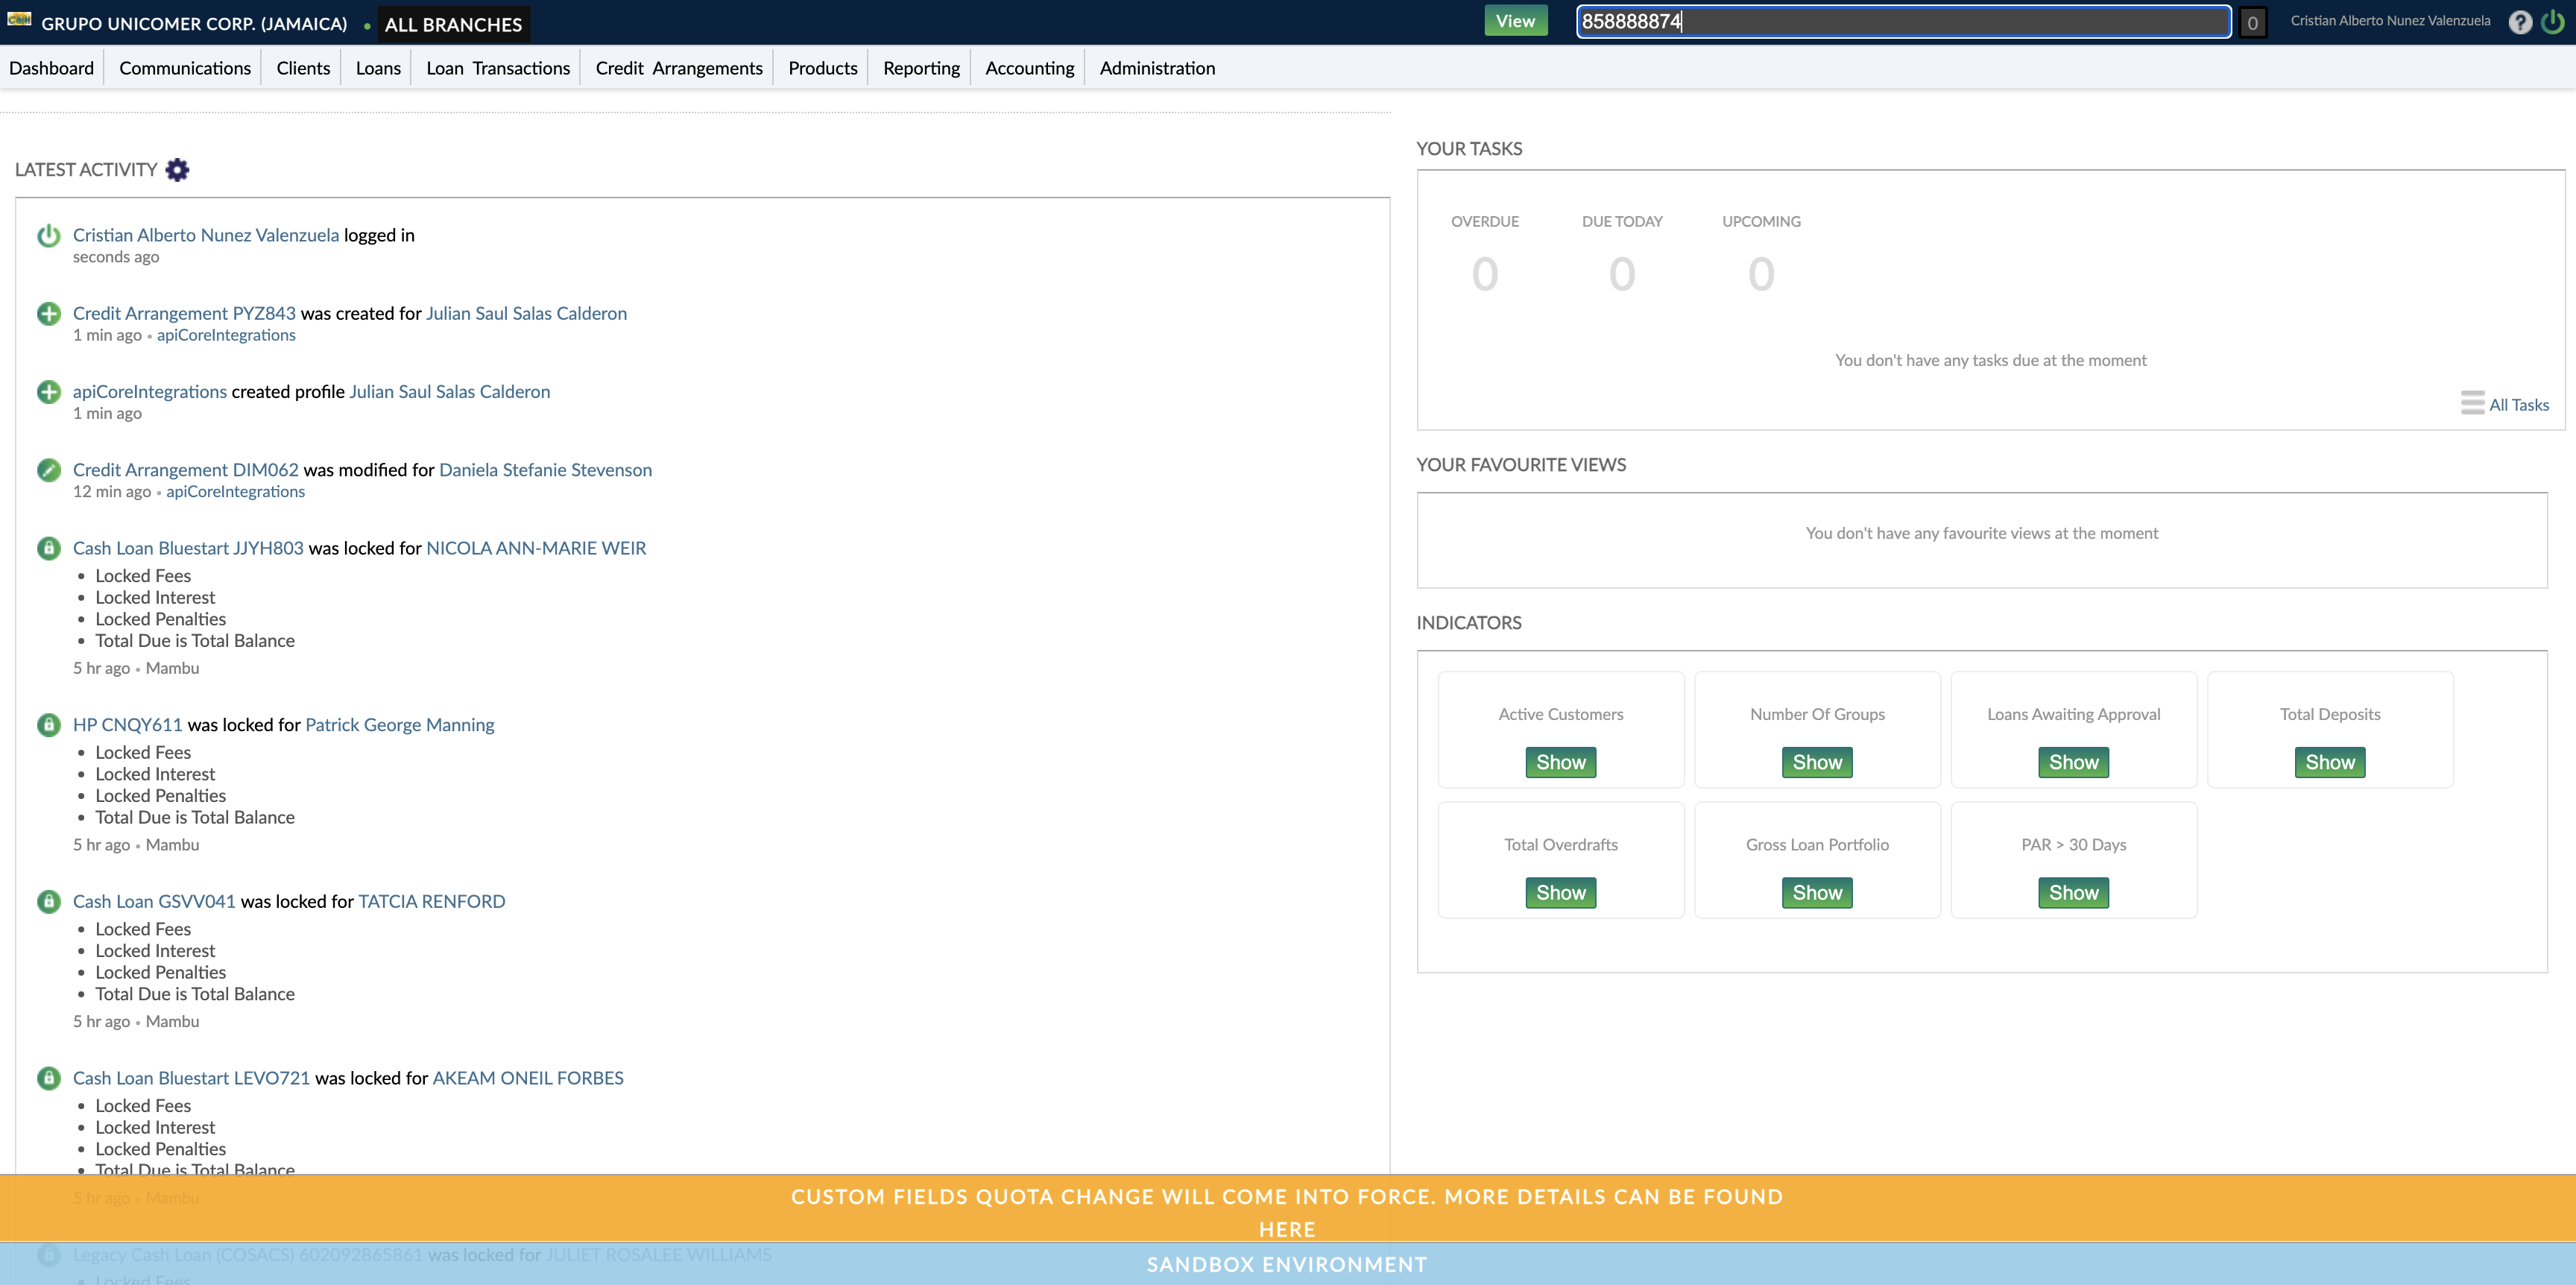 GRUPO UNICOMER CORP. (JAMAICA) • ALL BRANCHES View 858888874 0 Cristian Alberto Nunez Valenzuela ?
Dashboard Communications Clients Loans Loan Transactions Credit Arrangements Products Reporting Accounting Administration
LATEST ACTIVITY
Cristian Alberto Nunez Valenzuela logged in
seconds ago
Credit Arrangement PYZ843 was created for Julian Saul Salas Calderon
1 min ago • apiCoreIntegrations
apiCoreIntegrations created profile Julian Saul Salas Calderon
1 min ago
Credit Arrangement DIM062 was modified for Daniela Stefanie Stevenson
12 min ago • apiCoreIntegrations
Cash Loan Bluestart JJYH803 was locked for NICOLA ANN-MARIE WEIR
• Locked Fees
• Locked Interest
• Locked Penalties
• Total Due is Total Balance
5 hr ago • Mambu
HP CNQY611 was locked for Patrick George Manning
• Locked Fees
• Locked Interest
• Locked Penalties
• Total Due is Total Balance
5 hr ago • Mambu
Cash Loan GSVV041 was locked for TATCIA RENFORD
• Locked Fees
• Locked Interest
• Locked Penalties
• Total Due is Total Balance
5 hr ago • Mambu
Cash Loan Bluestart LEVO721 was locked for AKEAM ONEIL FORBES
• Locked Fees
• Locked Interest
• Locked Penalties
• Total Due is Total Balance
5 hr ago • Mambu
Legacy Cash Loan (COSACS) 602092865861 was locked for JULIET ROSALEE WILLIAMS
• Locked Fees
YOUR TASKS
OVERDUE DUE TODAY UPCOMING
0 0 0
You don't have any tasks due at the moment
All Tasks
YOUR FAVOURITE VIEWS
You don't have any favourite views at the moment
INDICATORS
Active Customers Number Of Groups Loans Awaiting Approval Total Deposits
Show Show Show Show
Total Overdrafts Gross Loan Portfolio PAR > 30 Days
Show Show Show
CUSTOM FIELDS QUOTA CHANGE WILL COME INTO FORCE. MORE DETAILS CAN BE FOUND
HERE
SANDBOX ENVIRONMENT